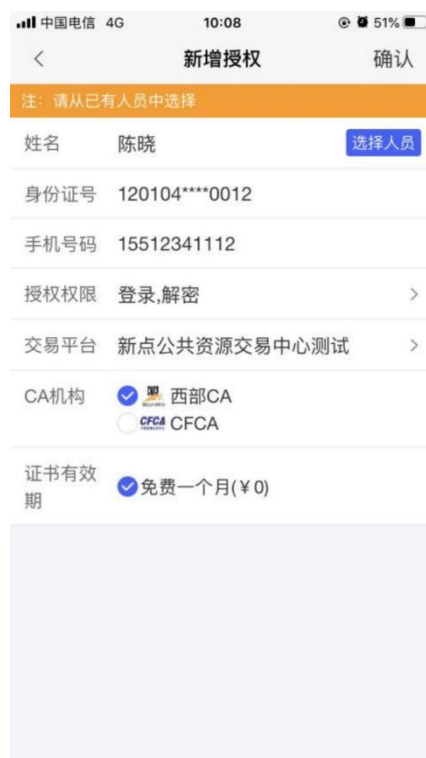 中国电信 4G 10:08 51%
新增授权 确认
注：请从已有人员中选择
姓名 陈晓 选择人员
身份证号 120104****0012
手机号码 15512341112
授权权限 登录,解密
交易平台 新点公共资源交易中心测试
CA机构 西部CA
CFCA CFCA
证书有效
期 免费一个月(¥0)